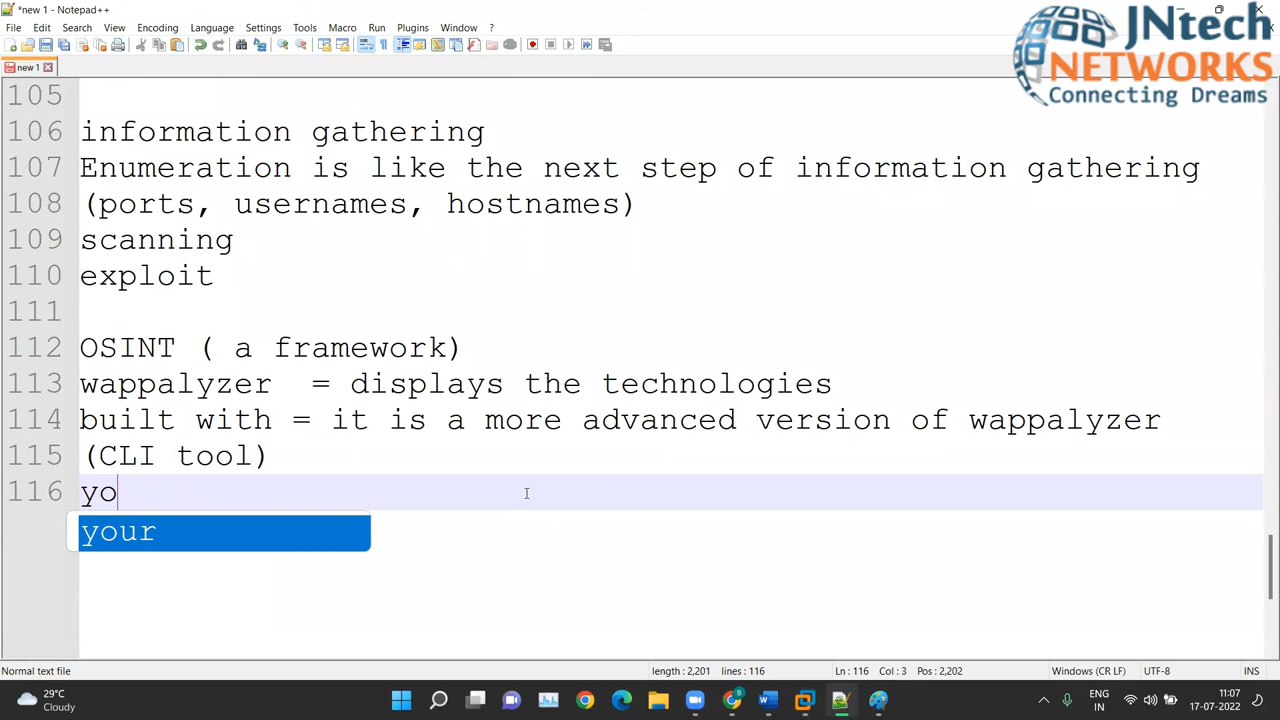 *new 1 - Notepad++
File Edit Search View Encoding Language Settings Tools Macro Run Plugins Window ?
new 1
JNtech
NETWORKS
Connecting Dreams
105
106 information gathering
107 Enumeration is like the next step of information gathering
108 (ports, usernames, hostnames)
109 scanning
110 exploit
111
112 OSINT ( a framework)
113 wappalyzer  = displays the technologies
114 built with = it is a more advanced version of wappalyzer
115 (CLI tool)
116 yo
your
Normal text file length : 2,201 lines : 116 Ln : 116 Col : 3 Pos : 2,202 Windows (CR LF) UTF-8 INS
29°C
Cloudy
ENG
IN
11:07
17-07-2022